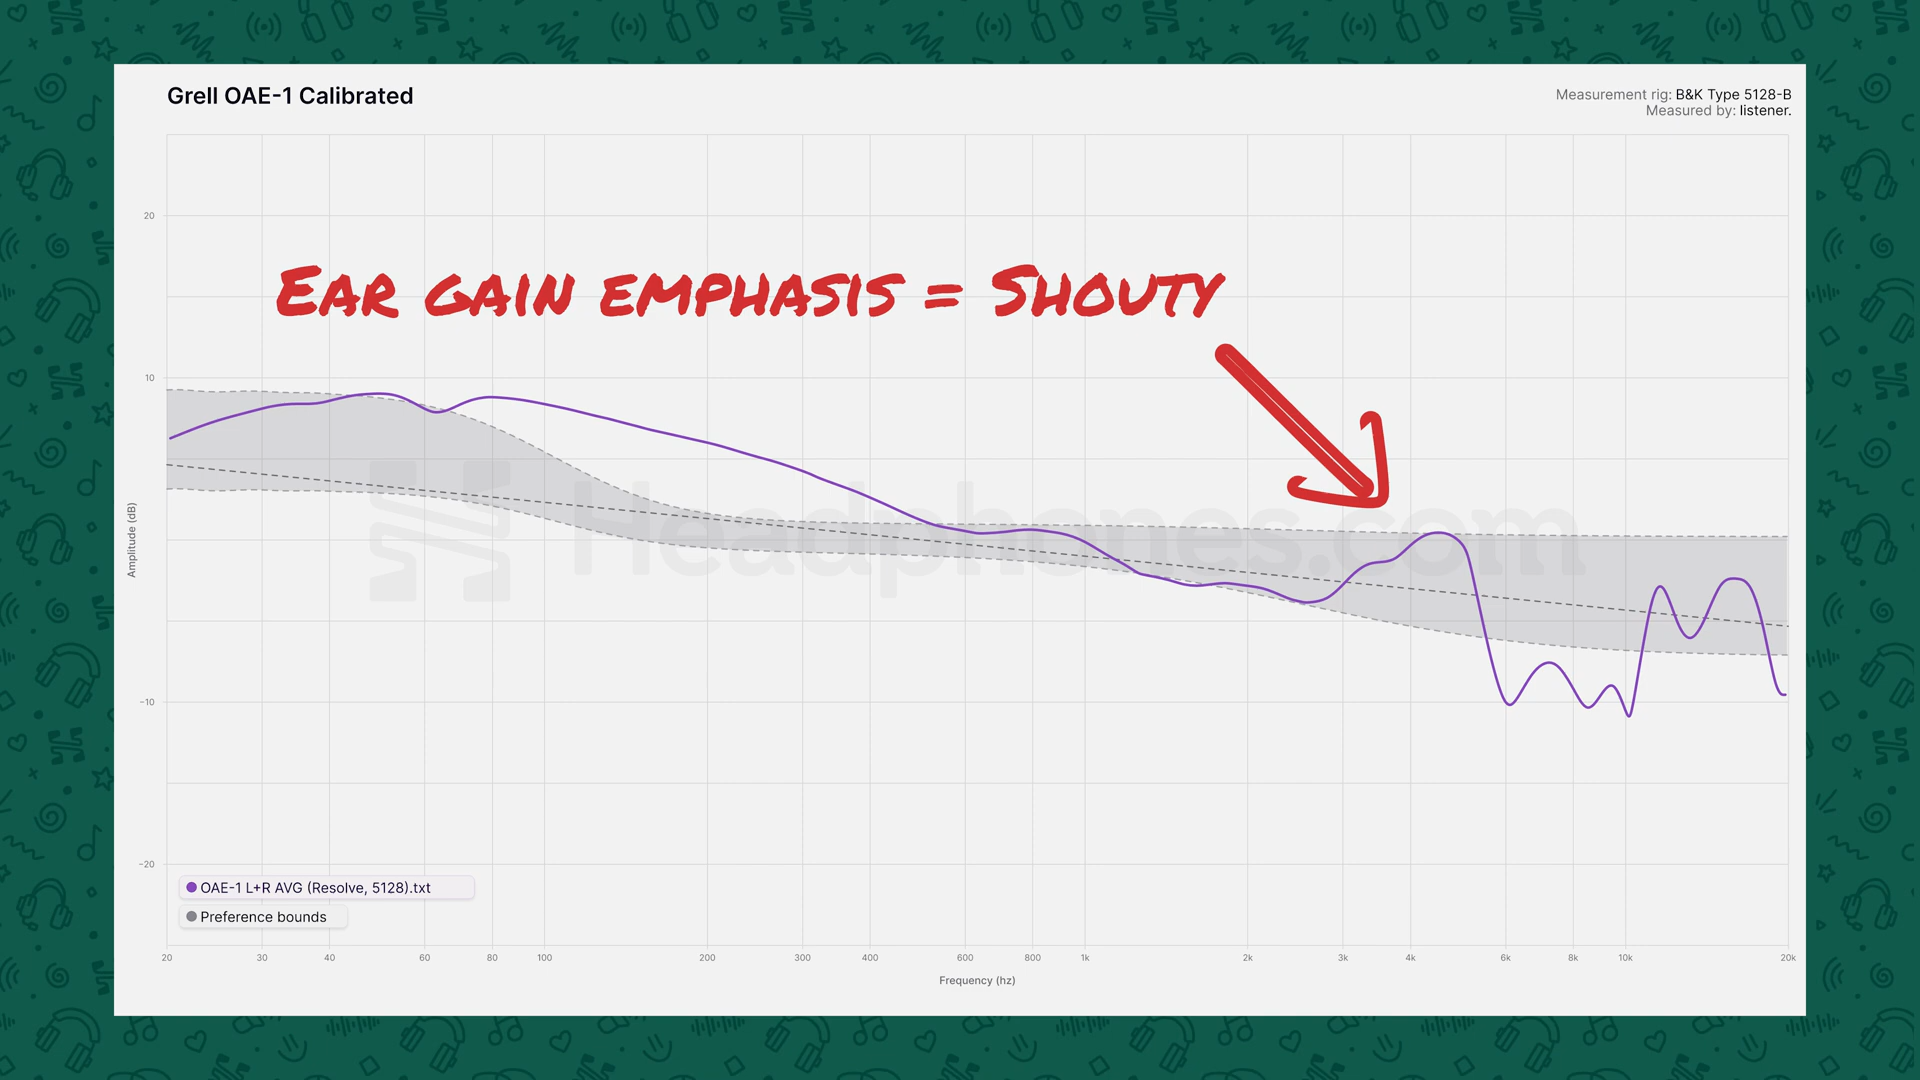 Grell OAE-1 Calibrated
Measurement rig: B&K Type 5128-B
Measured by: listener.
EAR GAIN EMPHASIS = SHOUTY
20
10
-10
-20
Amplitude (dB)
Headphones.com
OAE-1 L+R AVG (Resolve, 5128).txt
Preference bounds
20 30 40 60 80 100 200 300 400 600 800 1k 2k 3k 4k 6k 8k 10k 20k
Frequency (hz)